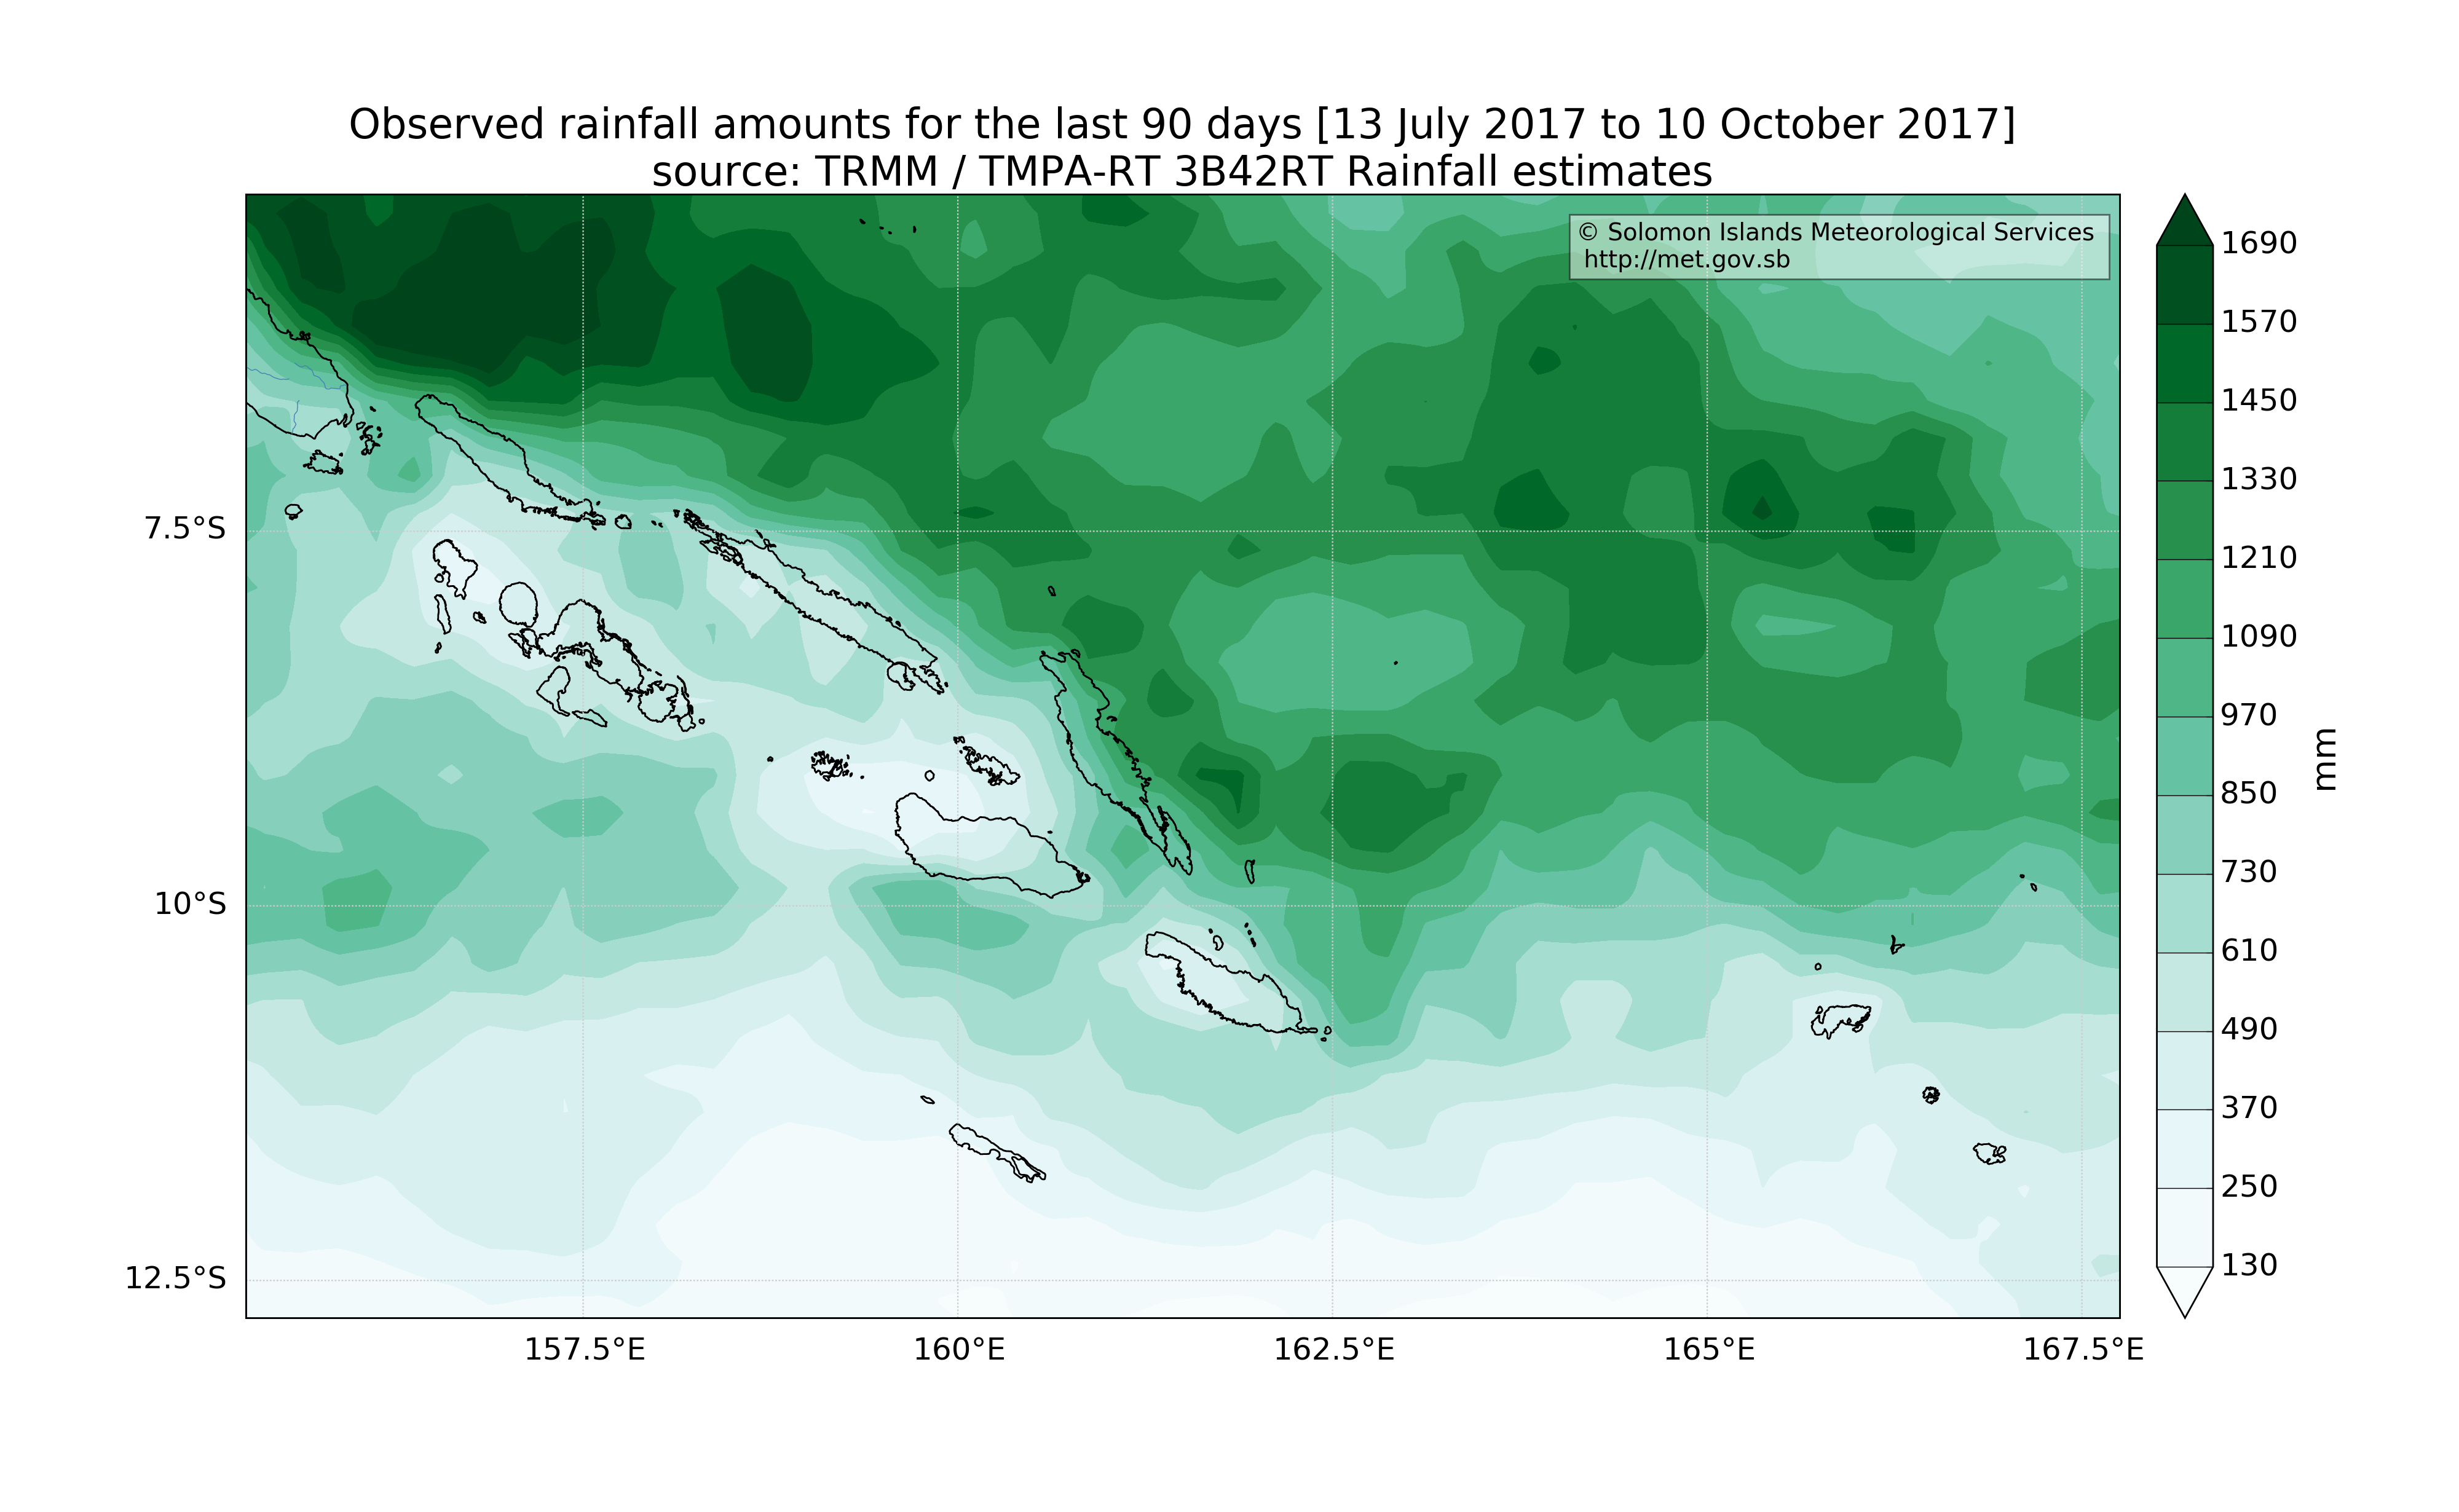 Observed rainfall amounts for the last 90 days [13 July 2017 to 10 October 2017]
source: TRMM / TMPA-RT 3B42RT Rainfall estimates
© Solomon Islands Meteorological Services
http://met.gov.sb
7.5°S
10°S
12.5°S
157.5°E
160°E
162.5°E
165°E
167.5°E
1690
1570
1450
1330
1210
1090
970
850
730
610
490
370
250
130
mm